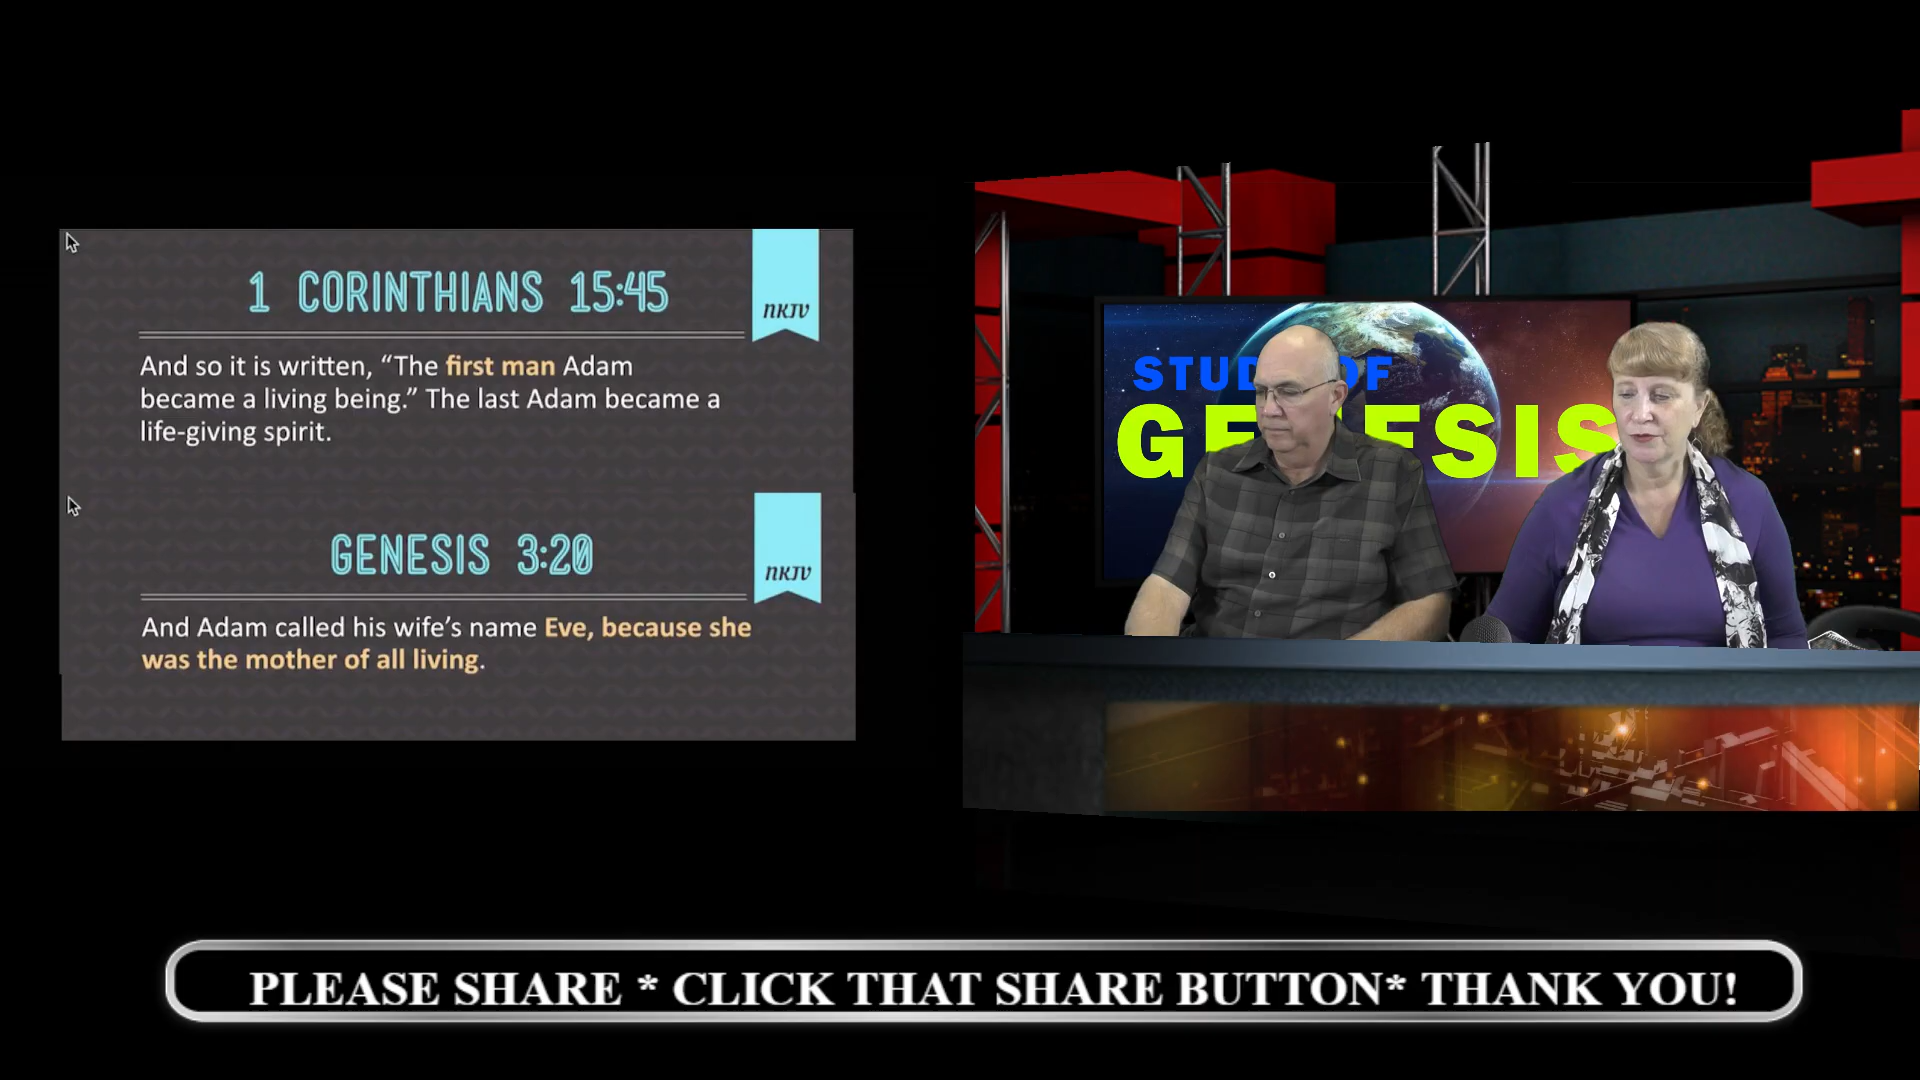 1 CORINTHIANS 15:45
NKJV
And so it is written, “The first man Adam
became a living being.” The last Adam became a
life-giving spirit.
GENESIS 3:20
NKJV
And Adam called his wife’s name Eve, because she
was the mother of all living.
STUD OF
GENESIS
PLEASE SHARE * CLICK THAT SHARE BUTTON* THANK YOU!